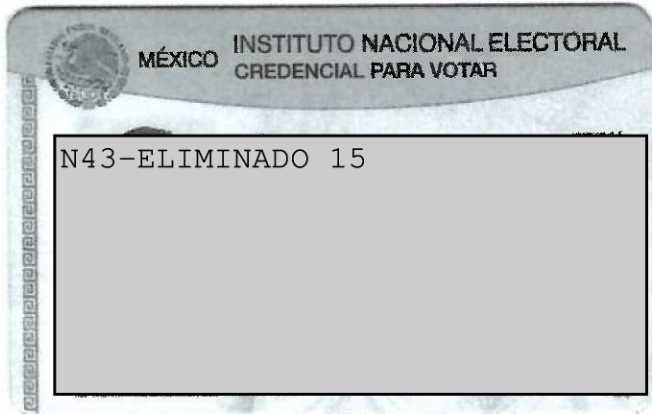 MÉXICO INSTITUTO NACIONAL ELECTORAL
CREDENCIAL PARA VOTAR
N43-ELIMINADO 15